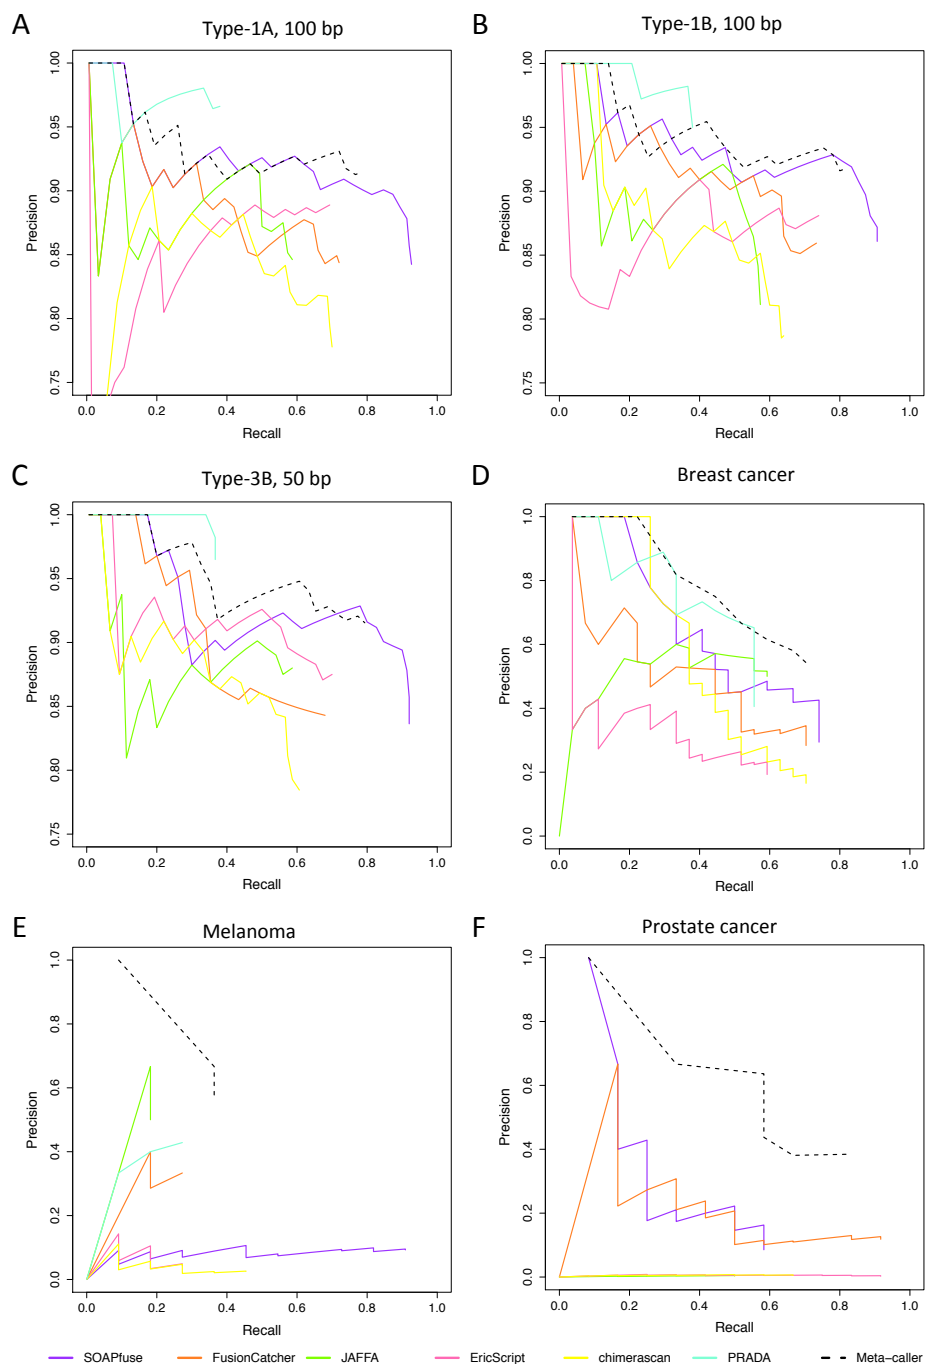 A
Type-1A, 100 bp
Precision
0.75
0.80
0.85
0.90
0.95
1.00
0.0 0.2 0.4 0.6 0.8 1.0
Recall
B
Type-1B, 100 bp
Precision
0.75
0.80
0.85
0.90
0.95
1.00
0.0 0.2 0.4 0.6 0.8 1.0
Recall
C
Type-3B, 50 bp
Precision
0.75
0.80
0.85
0.90
0.95
1.00
0.0 0.2 0.4 0.6 0.8 1.0
Recall
D
Breast cancer
Precision
0.0
0.2
0.4
0.6
0.8
1.0
0.0 0.2 0.4 0.6 0.8 1.0
Recall
E
Melanoma
Precision
0.0
0.2
0.4
0.6
0.8
1.0
0.0 0.2 0.4 0.6 0.8 1.0
Recall
F
Prostate cancer
Precision
0.0
0.2
0.4
0.6
0.8
1.0
0.0 0.2 0.4 0.6 0.8 1.0
Recall
SOAPfuse FusionCatcher JAFFA EricScript chimerascan PRADA Meta−caller